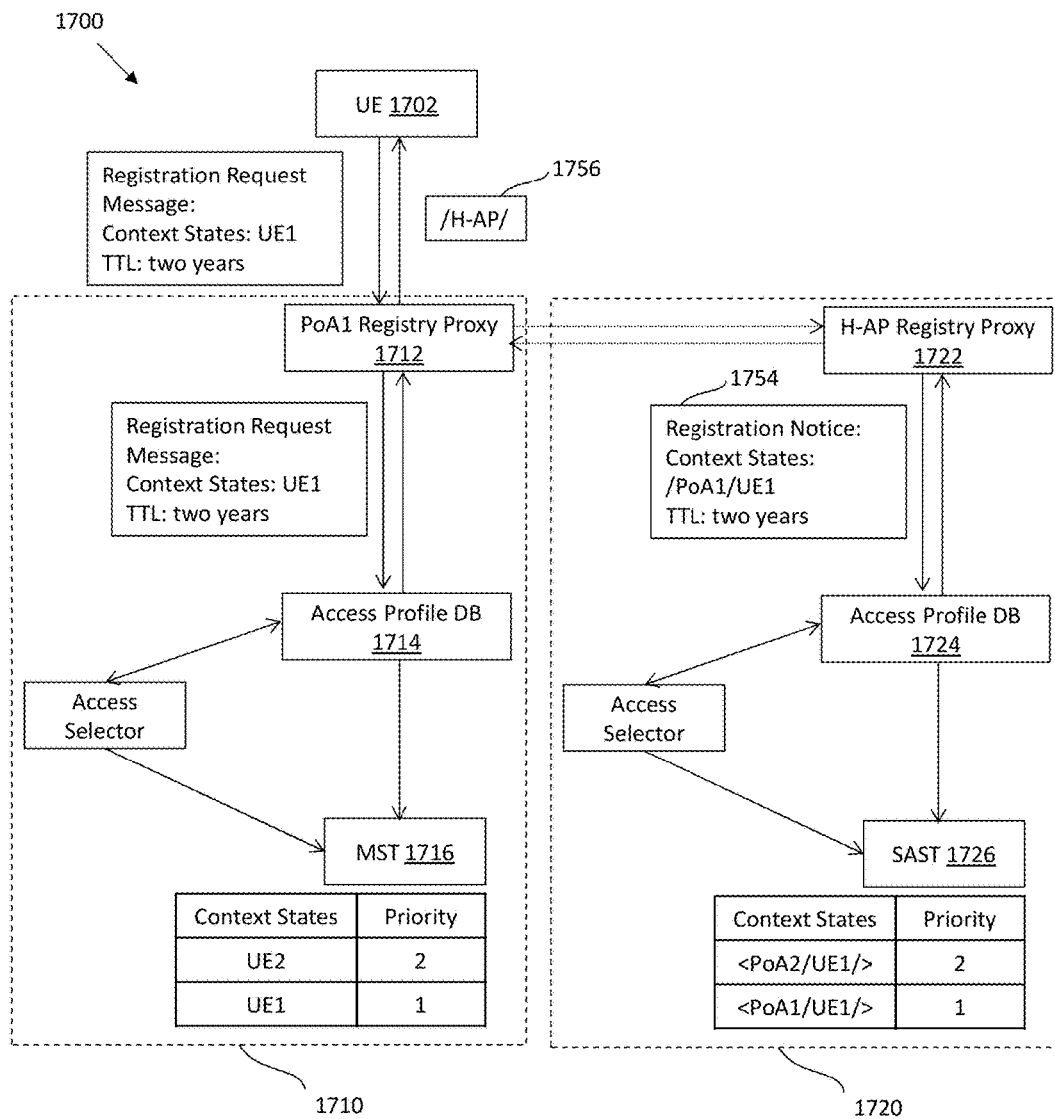 1700
UE 1702
Registration Request
Message:
Context States: UE1
TTL: two years
1756
/H-AP/
PoA1 Registry Proxy
1712
H-AP Registry Proxy
1722
Registration Request
Message:
Context States: UE1
TTL: two years
1754
Registration Notice:
Context States:
/PoA1/UE1
TTL: two years
Access Profile DB
1714
Access Profile DB
1724
Access
Selector
Access
Selector
MST 1716
SAST 1726
Context States Priority
UE2 2
UE1 1
Context States Priority
<PoA2/UE1/> 2
<PoA1/UE1/> 1
1710
1720